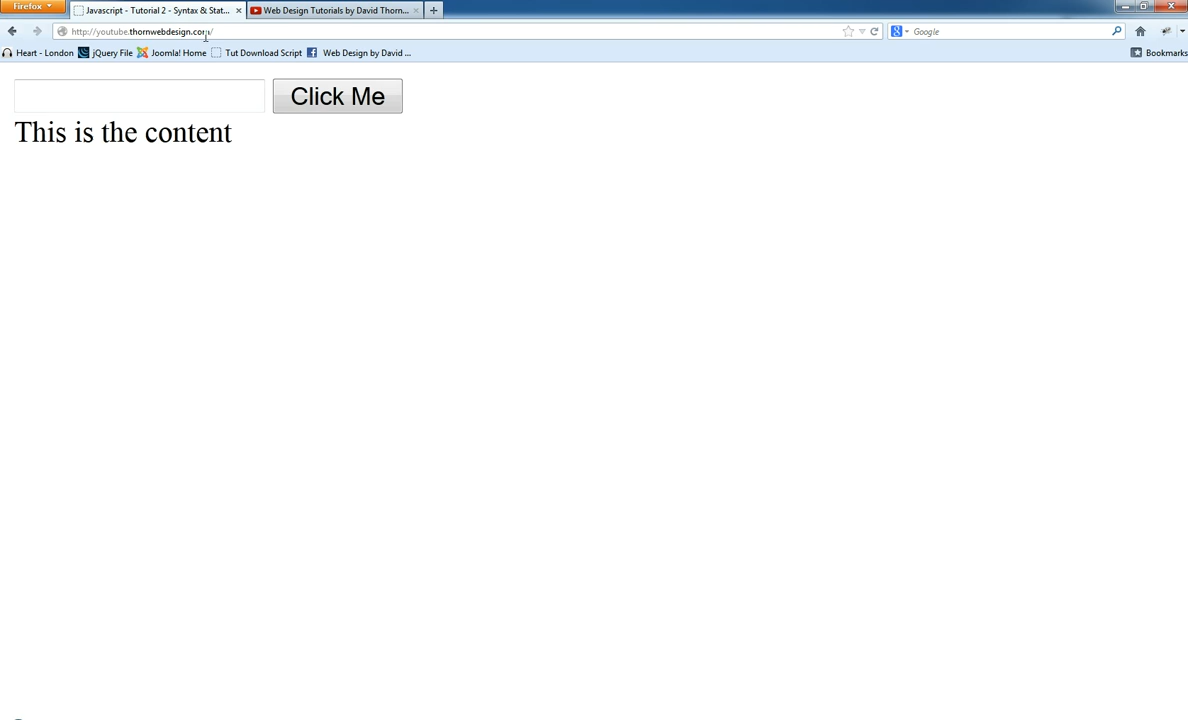 Firefox
Javascript - Tutorial 2 - Syntax & Stat...
Web Design Tutorials by David Thorn...
http://youtube.thornwebdesign.com/
Google
Heart - London
jQuery File
Joomla! Home
Tut Download Script
Web Design by David ...
Bookmarks
Click Me
This is the content